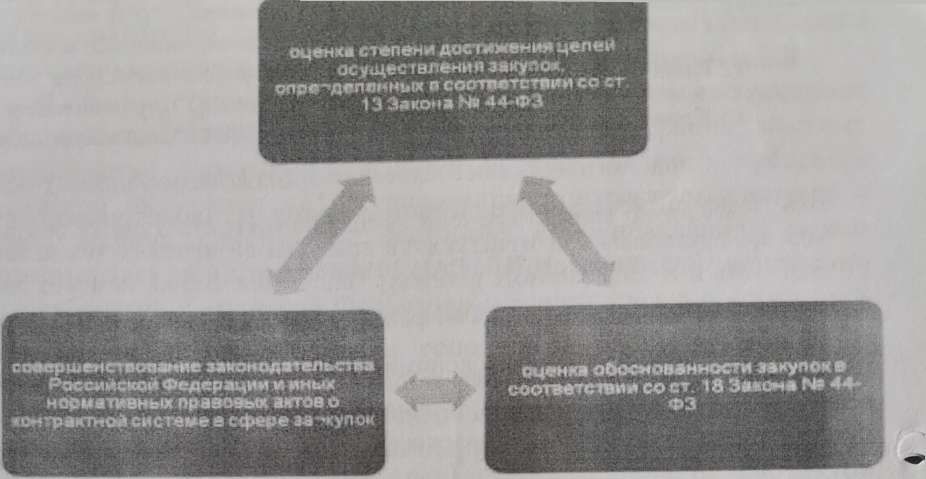 оценка степени достижения целей
осуществления закупок,
определенных в соответствии со ст.
13 Закона № 44-ФЗ
совершенствование законодательства
Российской Федерации и иных
нормативных правовых актов о
контрактной системе в сфере закупок
оценка обоснованности закупок в
соответствии со ст. 18 Закона № 44-
ФЗ